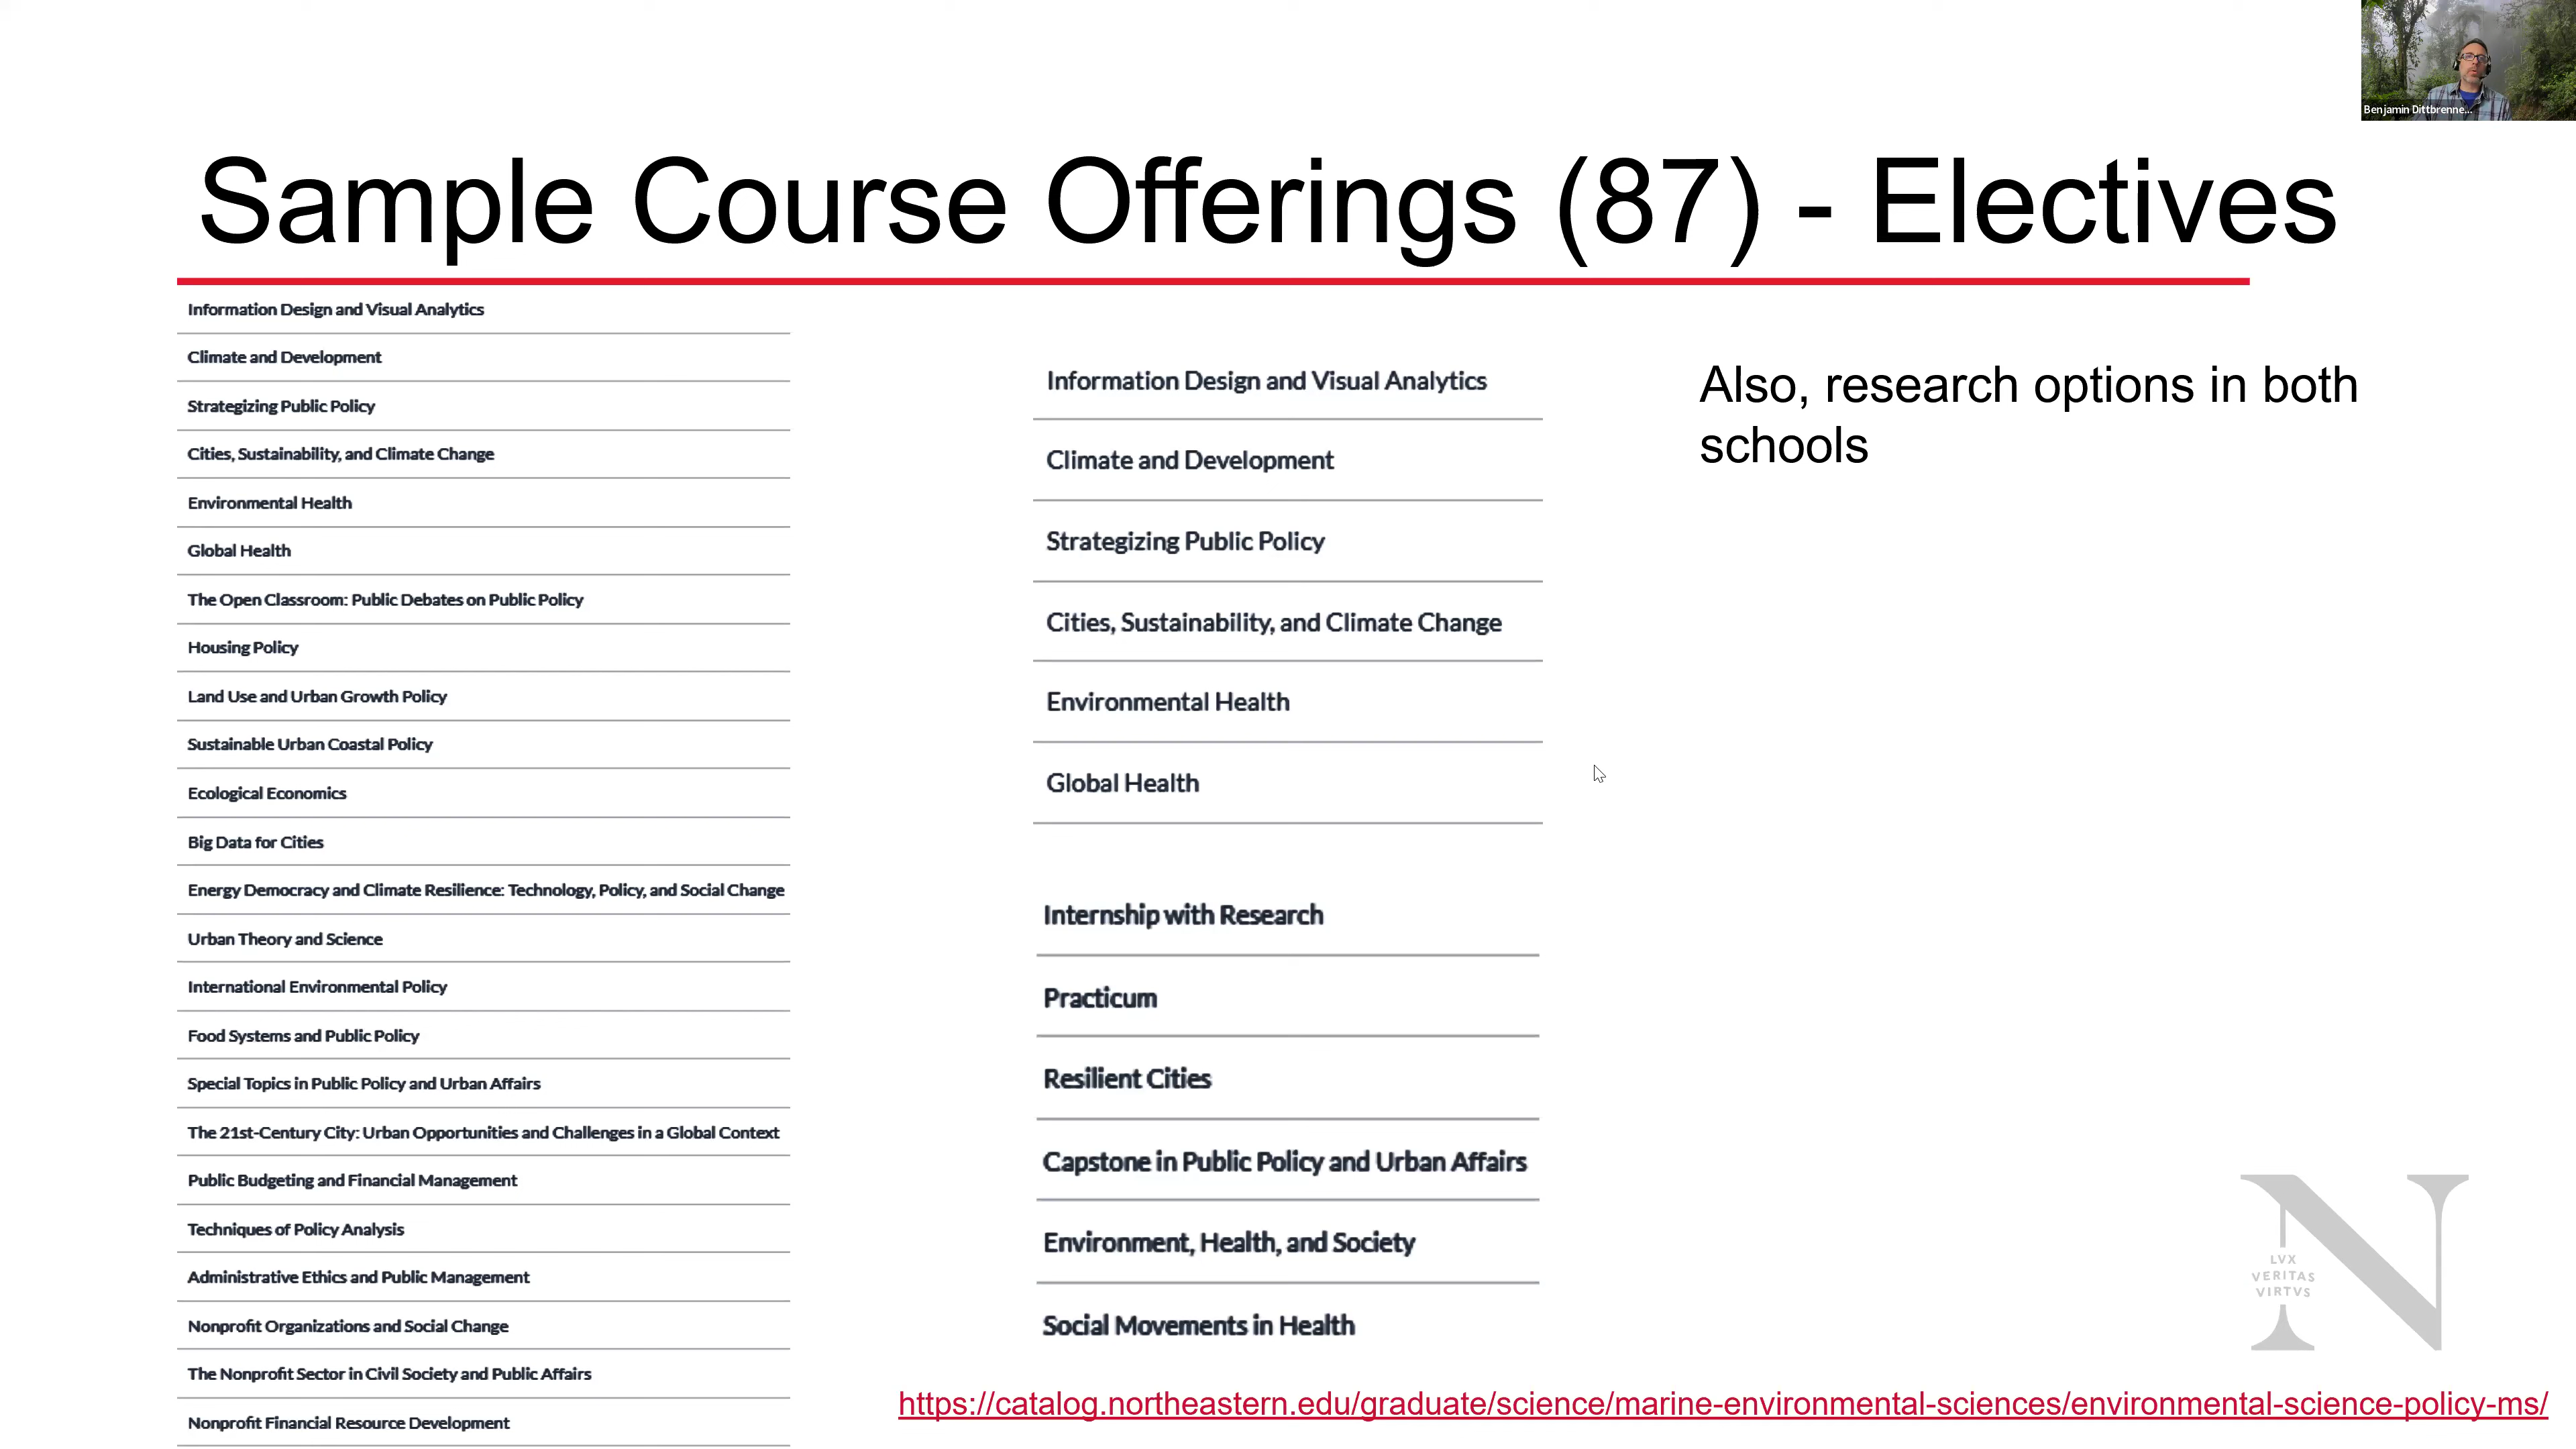 Benjamin Dittbrenne...
Sample Course Offerings (87) - Electives
Information Design and Visual Analytics
Climate and Development
Strategizing Public Policy
Cities, Sustainability, and Climate Change
Environmental Health
Global Health
The Open Classroom: Public Debates on Public Policy
Housing Policy
Land Use and Urban Growth Policy
Sustainable Urban Coastal Policy
Ecological Economics
Big Data for Cities
Energy Democracy and Climate Resilience: Technology, Policy, and Social Change
Urban Theory and Science
International Environmental Policy
Food Systems and Public Policy
Special Topics in Public Policy and Urban Affairs
The 21st-Century City: Urban Opportunities and Challenges in a Global Context
Public Budgeting and Financial Management
Techniques of Policy Analysis
Administrative Ethics and Public Management
Nonprofit Organizations and Social Change
The Nonprofit Sector in Civil Society and Public Affairs
Nonprofit Financial Resource Development
Information Design and Visual Analytics
Climate and Development
Strategizing Public Policy
Cities, Sustainability, and Climate Change
Environmental Health
Global Health
Internship with Research
Practicum
Resilient Cities
Capstone in Public Policy and Urban Affairs
Environment, Health, and Society
Social Movements in Health
Also, research options in both
schools
N
LVX
VERITAS
VIRTVS
https://catalog.northeastern.edu/graduate/science/marine-environmental-sciences/environmental-science-policy-ms/